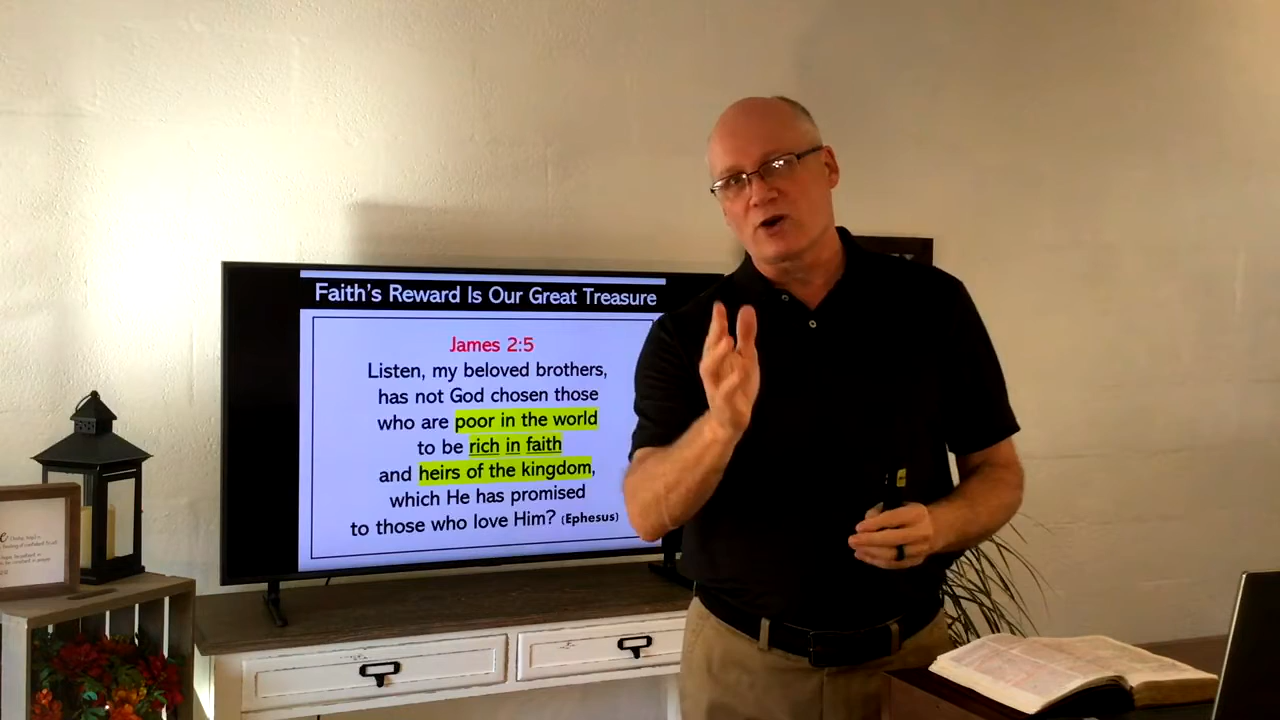 Faith's Reward Is Our Great Treasure
James 2:5
Listen, my beloved brothers,
has not God chosen those
who are poor in the world
to be rich in faith
and heirs of the kingdom,
which He has promised
to those who love Him? (Ephesus)